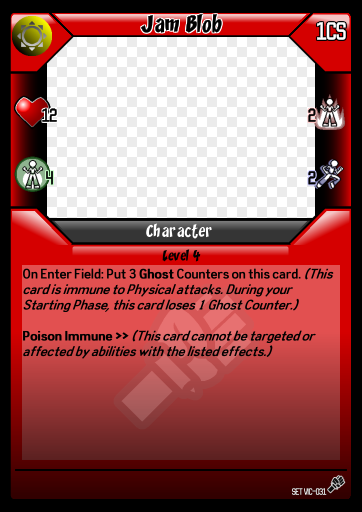 Jam Blob
1CS
12
2
4
2
Character
Level 4
On Enter Field: Put 3 Ghost Counters on this card. (This
card is immune to Physical attacks. During your
Starting Phase, this card loses 1 Ghost Counter.)
Poison Immune >> (This card cannot be targeted or
affected by abilities with the listed effects.)
SET VIC-031